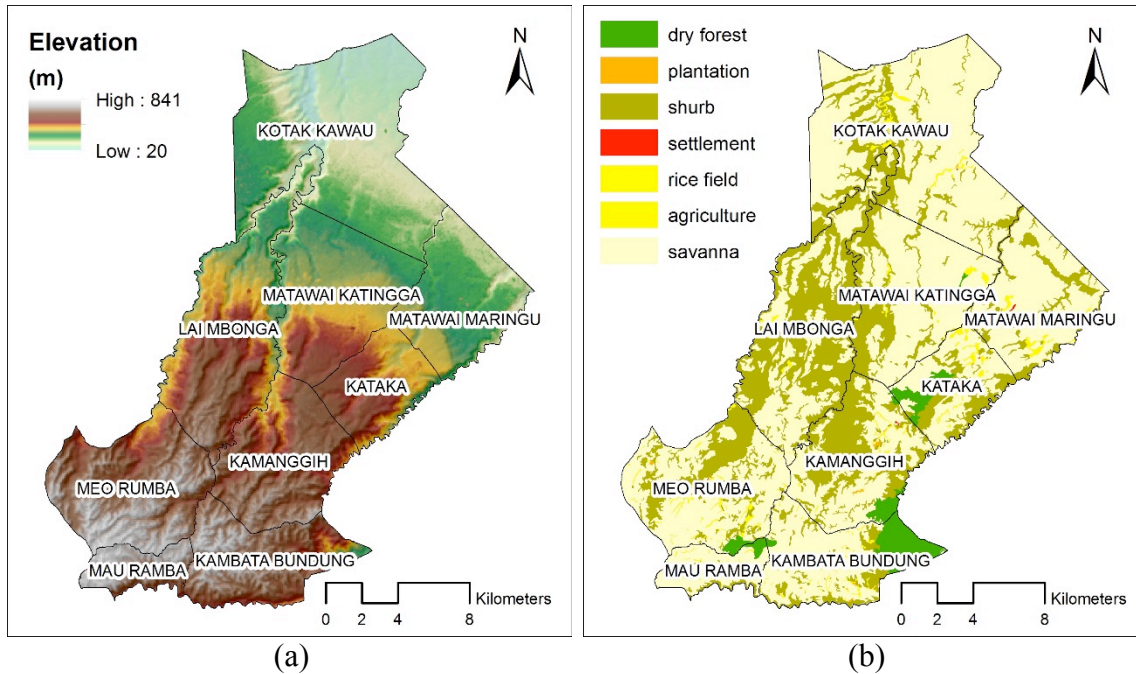 Elevation
(m)
High : 841
Low : 20
N
KOTAK KAWAU
MATAWAI KATINGGA
MATAWAI MARINGU
LAI MBONGA
KATAKA
KAMANGGIH
MEO RUMBA
KAMBATA BUNDUNG
MAU RAMBA
Kilometers
0 2 4 8
(a)
dry forest
plantation
shurb
settlement
rice field
agriculture
savanna
N
KOTAK KAWAU
MATAWAI KATINGGA
MATAWAI MARINGU
LAI MBONGA
KATAKA
KAMANGGIH
MEO RUMBA
KAMBATA BUNDUNG
MAU RAMBA
Kilometers
0 2 4 8
(b)